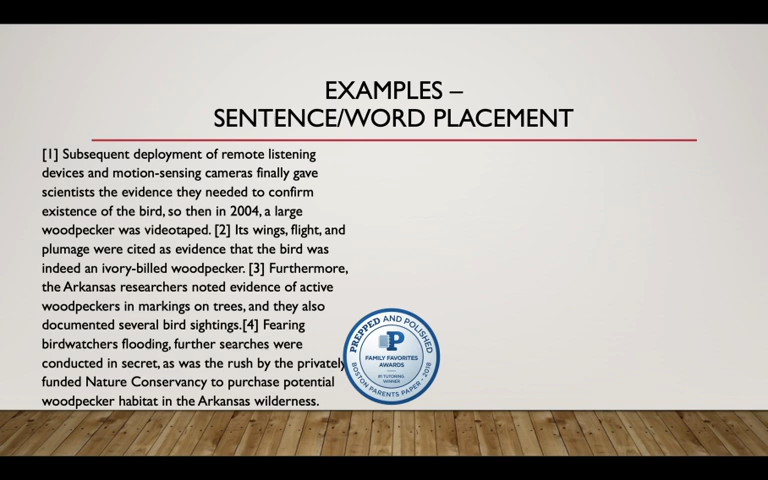 EXAMPLES –
SENTENCE/WORD PLACEMENT
[1] Subsequent deployment of remote listening
devices and motion-sensing cameras finally gave
scientists the evidence they needed to confirm
existence of the bird, so then in 2004, a large
woodpecker was videotaped. [2] Its wings, flight, and
plumage were cited as evidence that the bird was
indeed an ivory-billed woodpecker. [3] Furthermore,
the Arkansas researchers noted evidence of active
woodpeckers in markings on trees, and they also
documented several bird sightings.[4] Fearing
birdwatchers flooding, further searches were
conducted in secret, as was the rush by the privately
funded Nature Conservancy to purchase potential
woodpecker habitat in the Arkansas wilderness.
PREPPED AND POLISHED
P
FAMILY FAVORITES
AWARDS
BY TUTORING
WINNER
BOSTON PARENTS PAPER - 2018